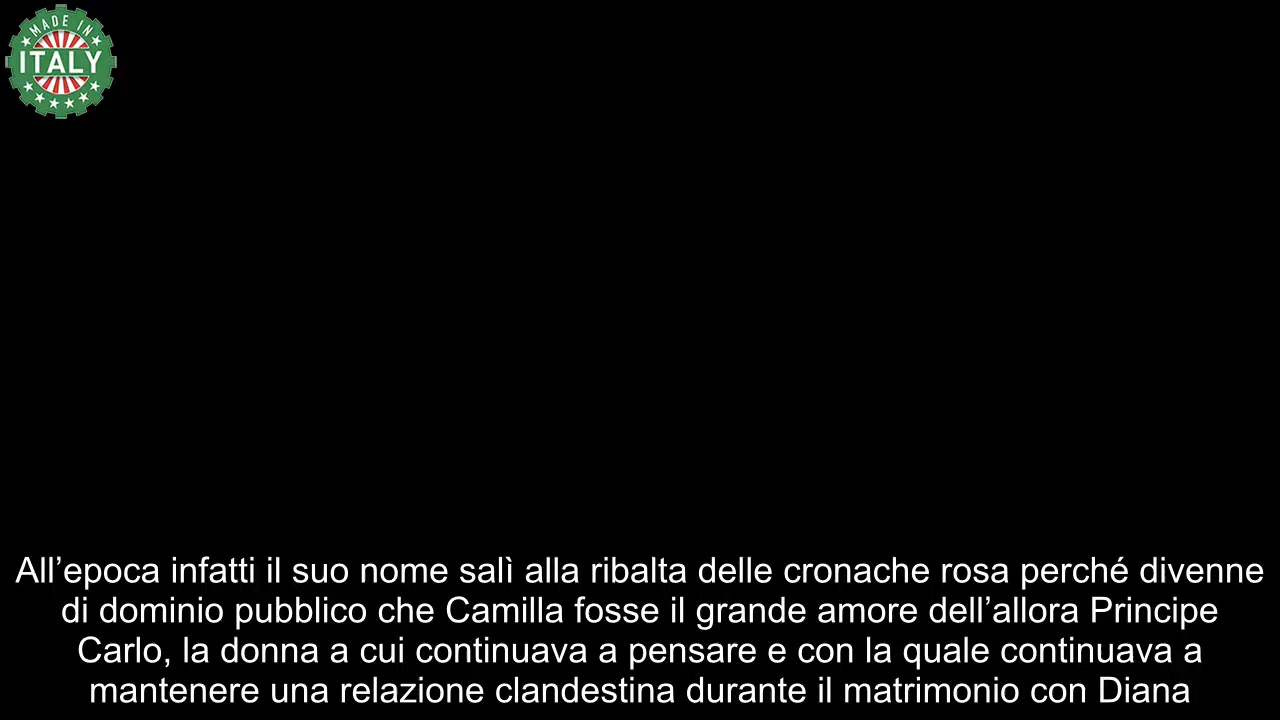 MADE IN
ITALY
All’epoca infatti il suo nome salì alla ribalta delle cronache rosa perché divenne
di dominio pubblico che Camilla fosse il grande amore dell’allora Principe
Carlo, la donna a cui continuava a pensare e con la quale continuava a
mantenere una relazione clandestina durante il matrimonio con Diana